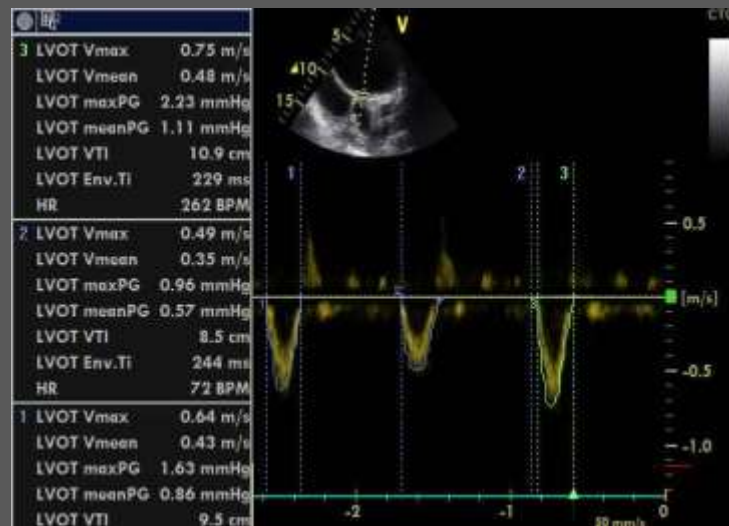 V
5
10
15
3 LVOT Vmax 0.75 m/s
LVOT Vmean 0.48 m/s
LVOT maxPG 2.23 mmHg
LVOT meanPG 1.11 mmHg
LVOT VTI 10.9 cm
LVOT Env.Ti 229 ms
HR 262 BPM
2 LVOT Vmax 0.49 m/s
LVOT Vmean 0.35 m/s
LVOT maxPG 0.96 mmHg
LVOT meanPG 0.57 mmHg
LVOT VTI 8.5 cm
LVOT Env.Ti 244 ms
HR 72 BPM
1 LVOT Vmax 0.64 m/s
LVOT Vmean 0.43 m/s
LVOT maxPG 1.63 mmHg
LVOT meanPG 0.86 mmHg
LVOT VTI 9.5 cm
1 2 3
0.5
[m/s]
-0.5
-1.0
-2 -1 0